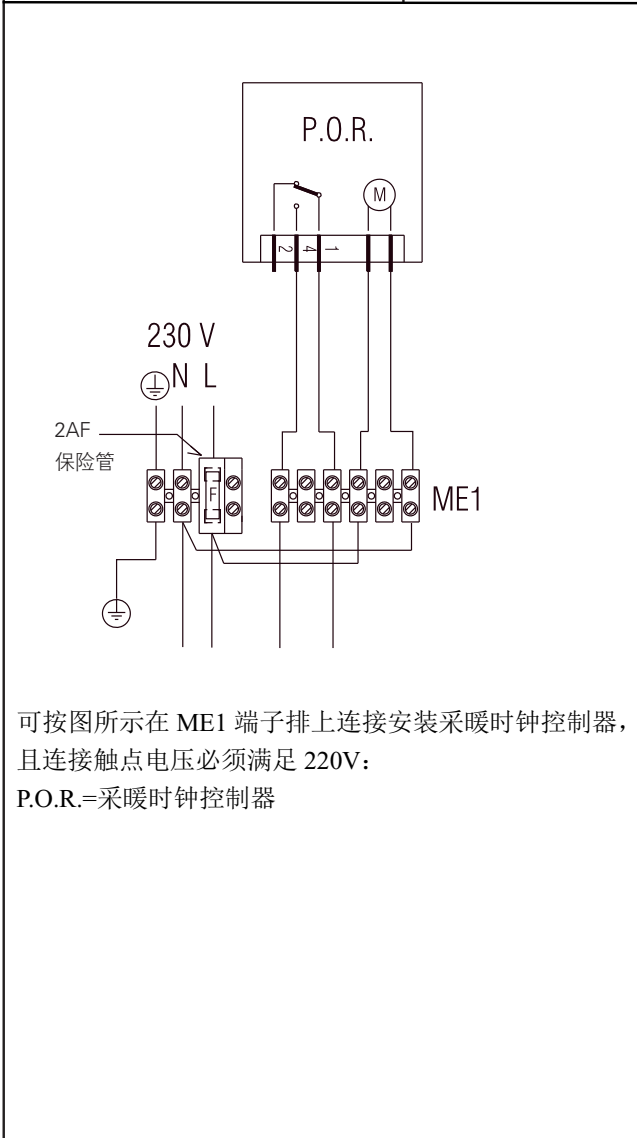 P.O.R.
M
2 4 1
230 V
N L
2AF
保险管
F
ME1
可按图所示在 ME1 端子排上连接安装采暖时钟控制器，
且连接触点电压必须满足 220V：
P.O.R.=采暖时钟控制器